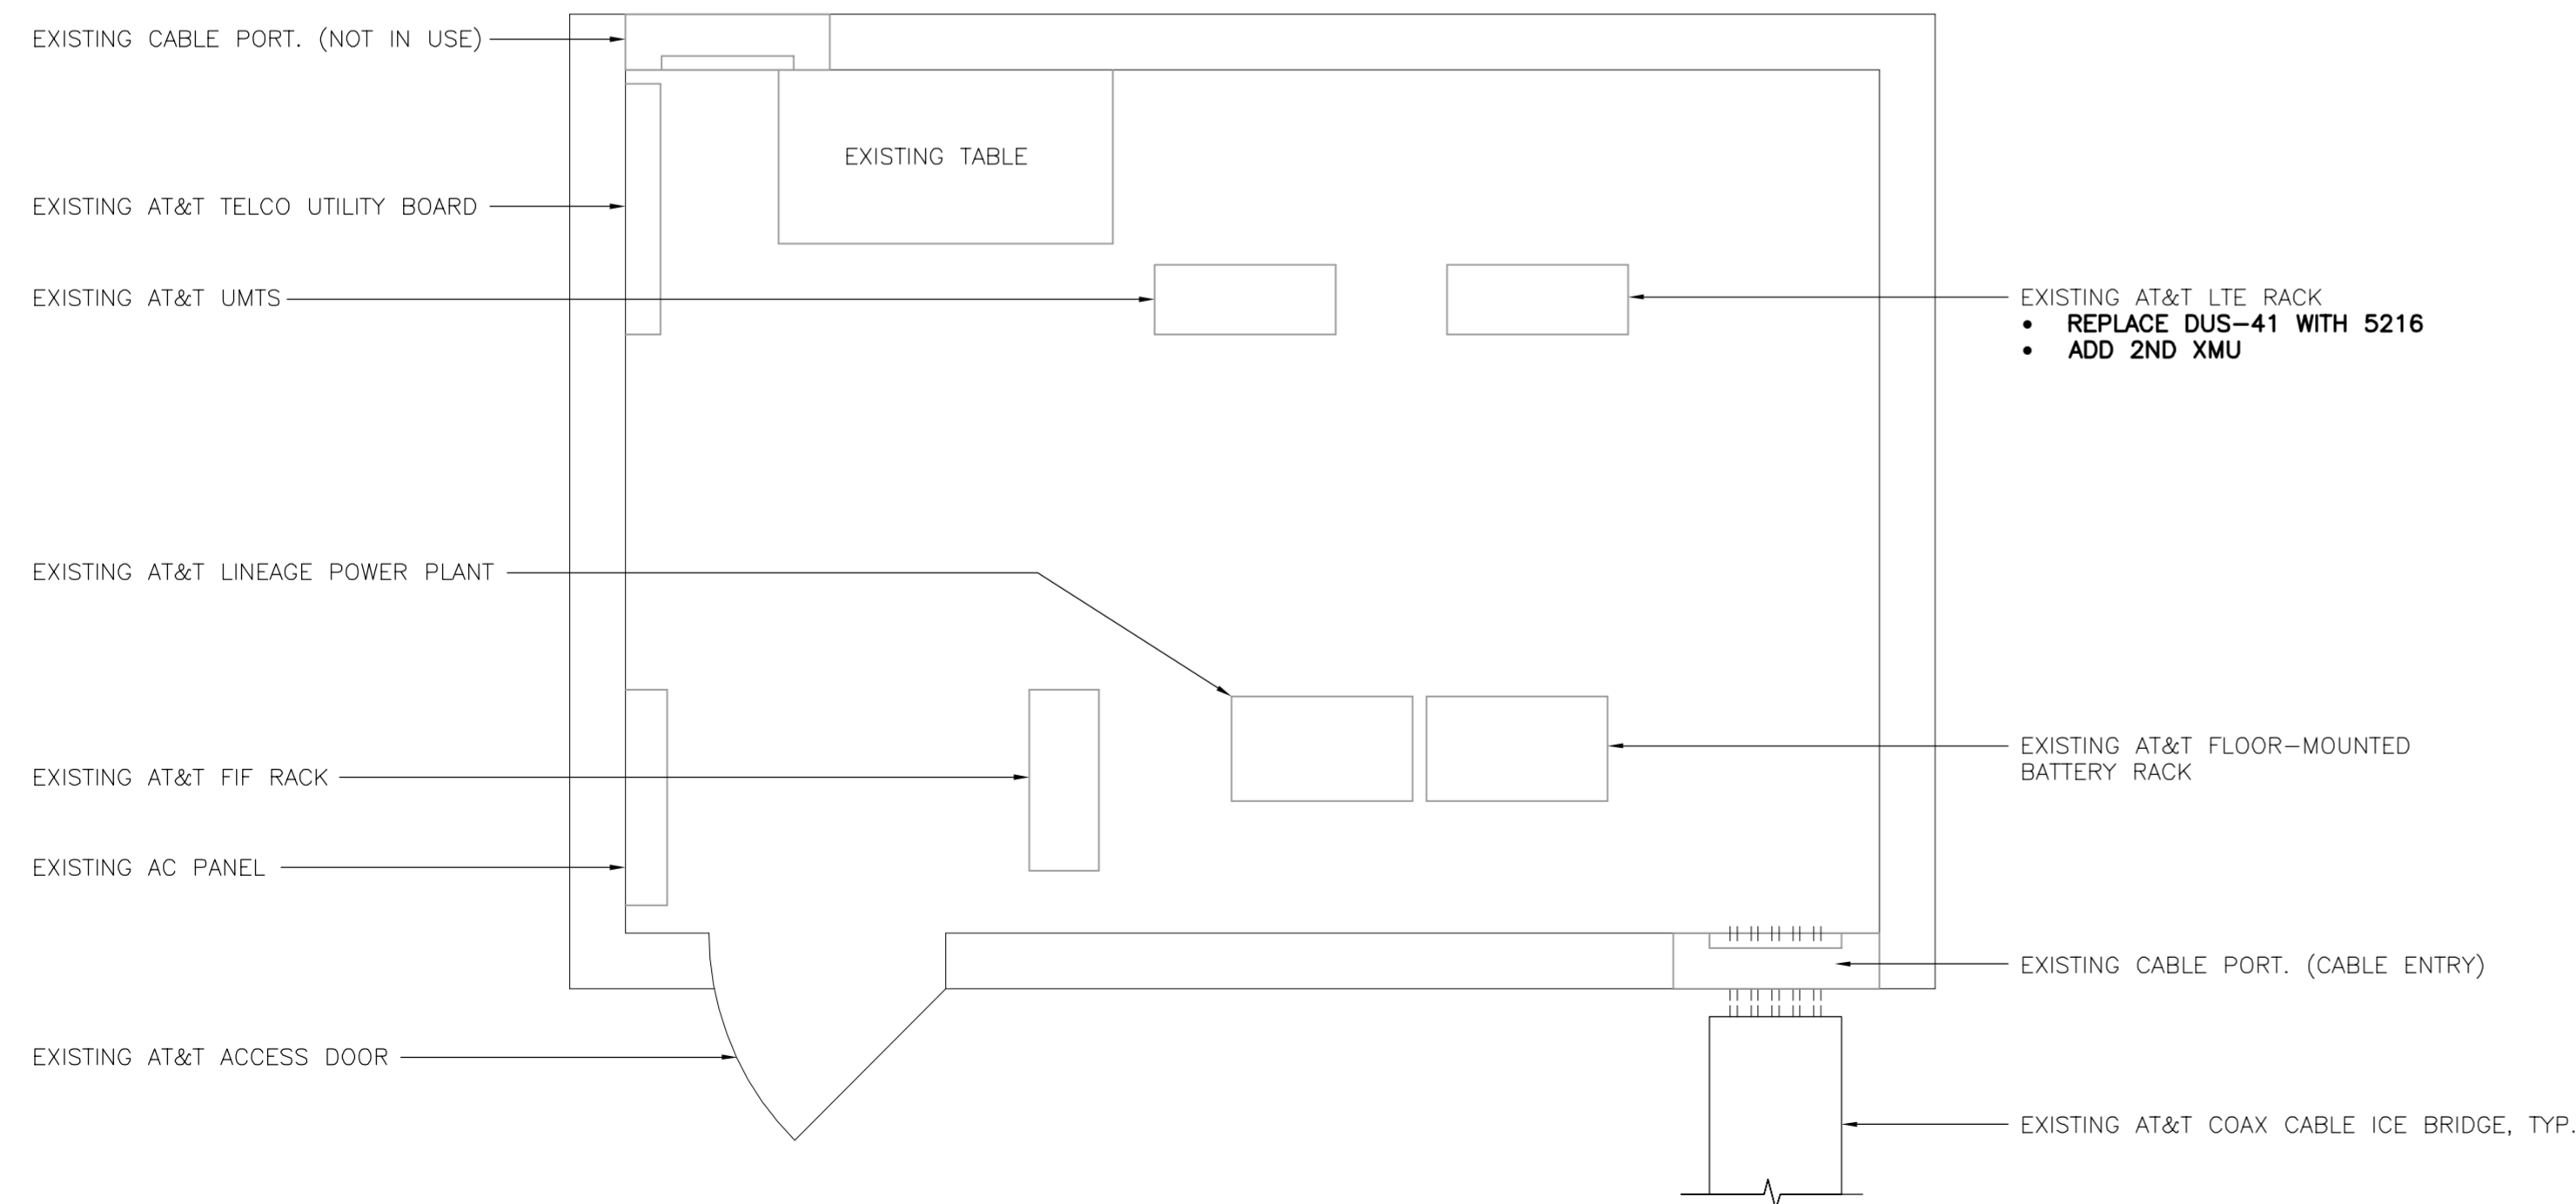 EXISTING CABLE PORT. (NOT IN USE)
EXISTING TABLE
EXISTING AT&T TELCO UTILITY BOARD
EXISTING AT&T UMTS
EXISTING AT&T LTE RACK
• REPLACE DUS-41 WITH 5216
• ADD 2ND XMU
EXISTING AT&T LINEAGE POWER PLANT
EXISTING AT&T FLOOR-MOUNTED
BATTERY RACK
EXISTING AT&T FIF RACK
EXISTING AC PANEL
EXISTING CABLE PORT. (CABLE ENTRY)
EXISTING AT&T ACCESS DOOR
EXISTING AT&T COAX CABLE ICE BRIDGE, TYP.